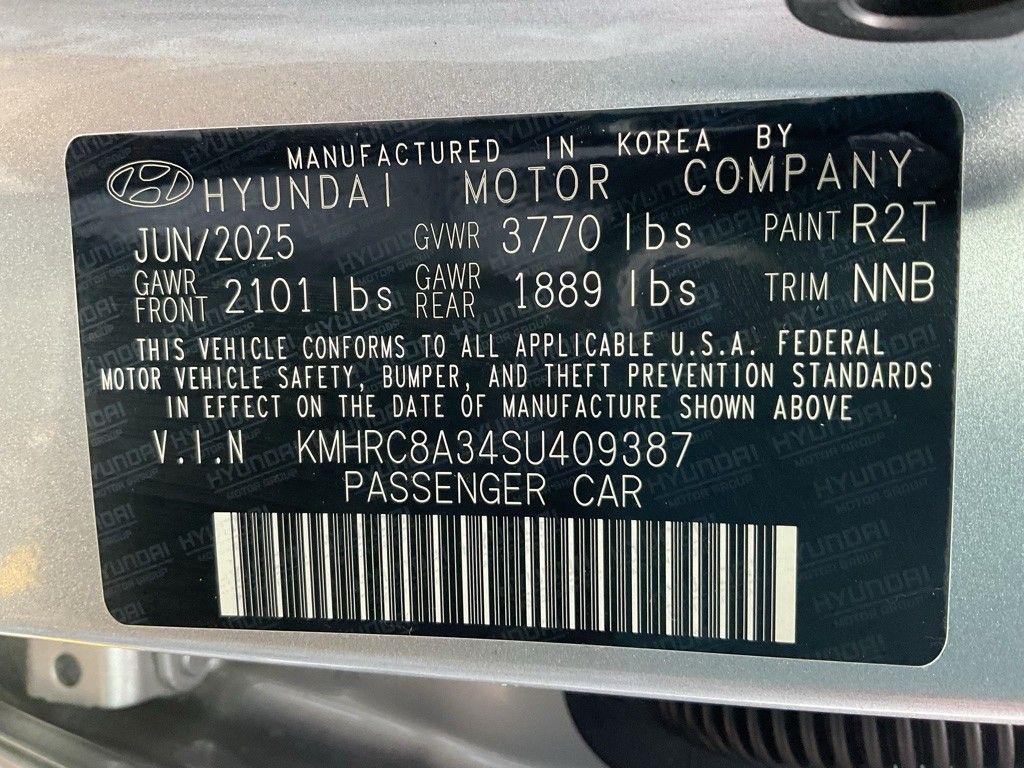 MANUFACTURED IN KOREA BY
HYUNDAI MOTOR COMPANY
JUN/2025 GVWR 3770 lbs PAINT R2T
GAWR FRONT 2101 lbs GAWR REAR 1889 lbs TRIM NNB
THIS VEHICLE CONFORMS TO ALL APPLICABLE U.S.A. FEDERAL
MOTOR VEHICLE SAFETY, BUMPER, AND THEFT PREVENTION STANDARDS
IN EFFECT ON THE DATE OF MANUFACTURE SHOWN ABOVE
V.I.N KMHRC8A34SU409387
PASSENGER CAR